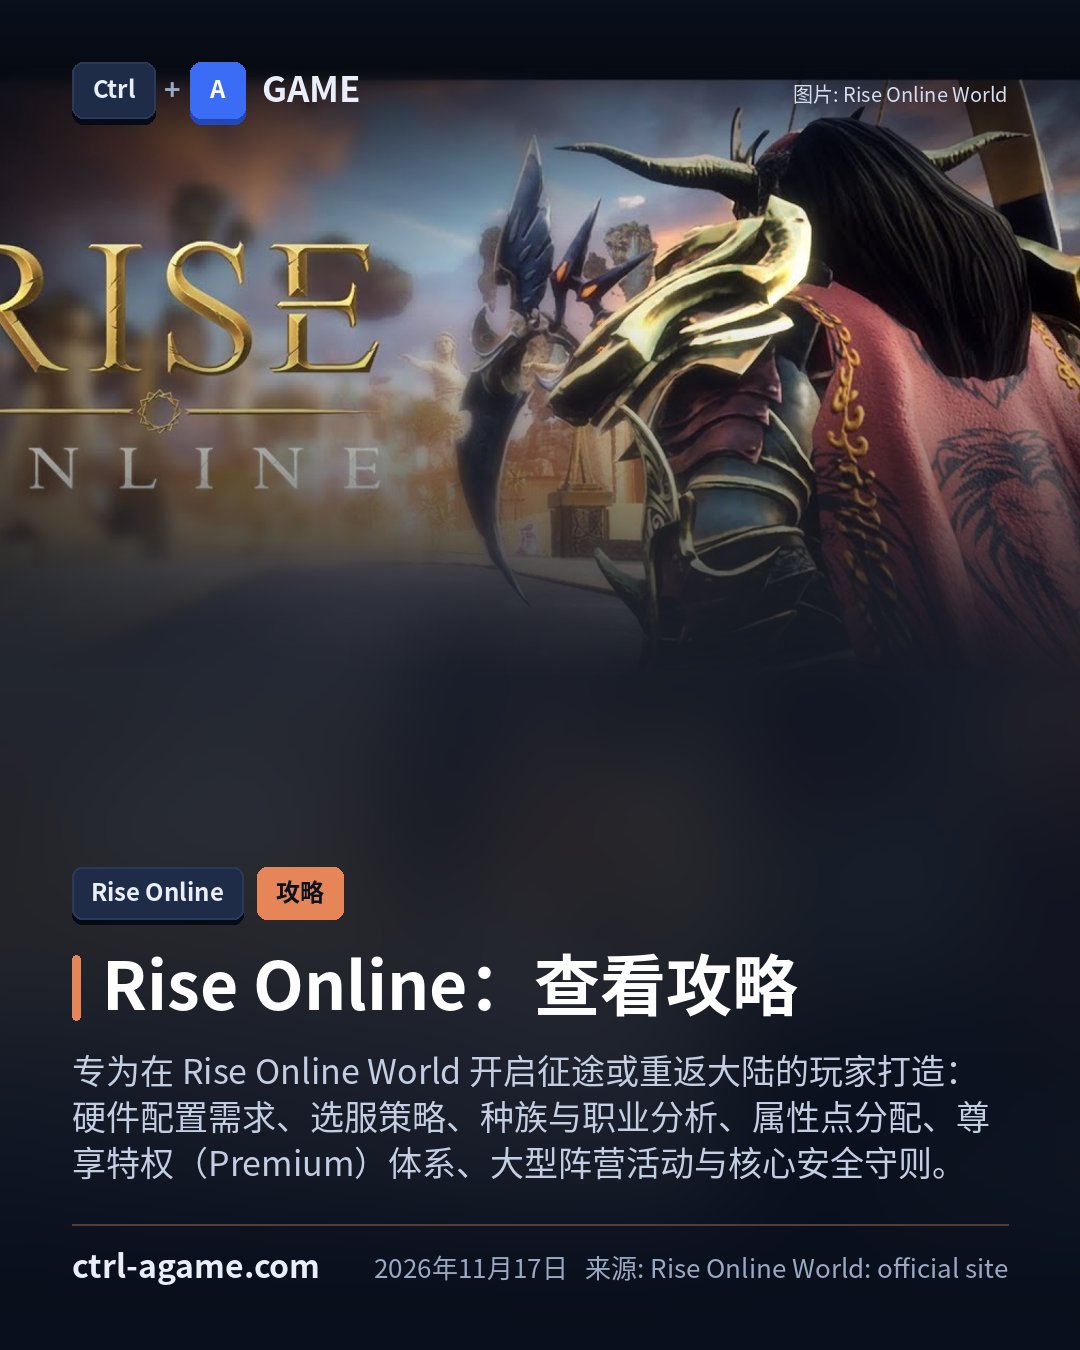 Ctrl + A GAME
图片: Rise Online World
RISE
NLINE
Rise Online 攻略
Rise Online：查看攻略
专为在 Rise Online World 开启征途或重返大陆的玩家打造：
硬件配置需求、选服策略、种族与职业分析、属性点分配、尊
享特权（Premium）体系、大型阵营活动与核心安全守则。
ctrl-agame.com 2026年11月17日 来源: Rise Online World: official site